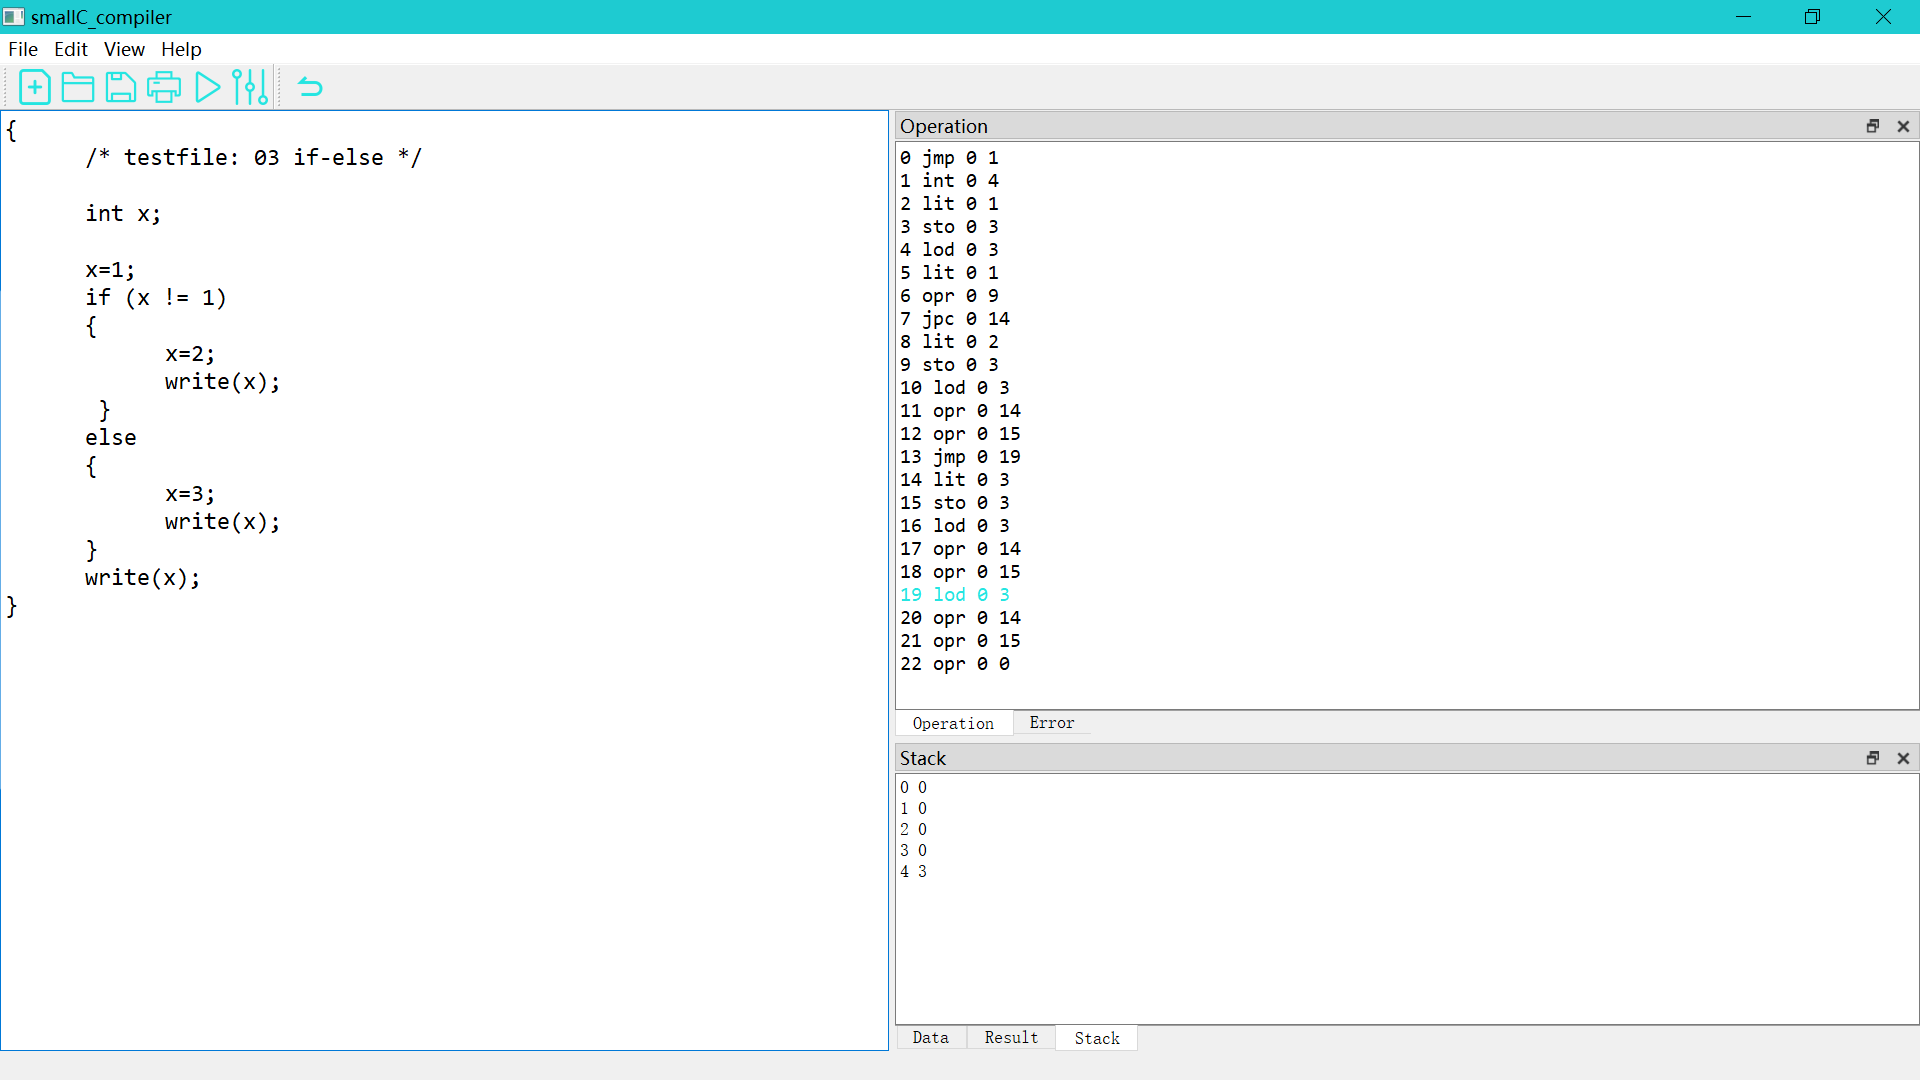 smallC_compiler
File Edit View Help
{
/* testfile: 03 if-else */
int x;
x=1;
if (x != 1)
{
x=2;
write(x);
}
else
{
x=3;
write(x);
}
write(x);
}
Operation
0 jmp 0 1
1 int 0 4
2 lit 0 1
3 sto 0 3
4 lod 0 3
5 lit 0 1
6 opr 0 9
7 jpc 0 14
8 lit 0 2
9 sto 0 3
10 lod 0 3
11 opr 0 14
12 opr 0 15
13 jmp 0 19
14 lit 0 3
15 sto 0 3
16 lod 0 3
17 opr 0 14
18 opr 0 15
19 lod 0 3
20 opr 0 14
21 opr 0 15
22 opr 0 0
Operation Error
Stack
0 0
1 0
2 0
3 0
4 3
Data Result Stack